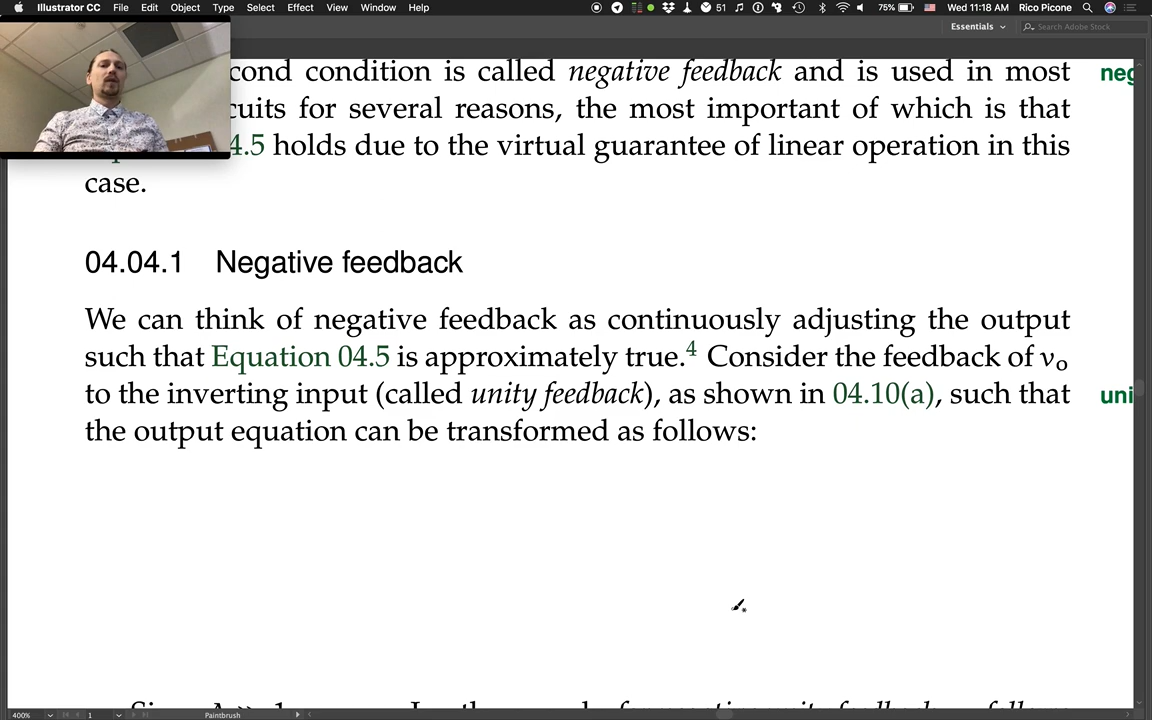 Illustrator CC File Edit Object Type Select Effect View Window Help 51 75% Wed 11:18 AM Rico Picone
Essentials Search Adobe Stock
cond condition is called negative feedback and is used in most neg
cuits for several reasons, the most important of which is that
4.5 holds due to the virtual guarantee of linear operation in this
case.
04.04.1 Negative feedback
We can think of negative feedback as continuously adjusting the output
such that Equation 04.5 is approximately true.4 Consider the feedback of vo
to the inverting input (called unity feedback), as shown in 04.10(a), such that uni
the output equation can be transformed as follows:
400% 1 Paintbrush